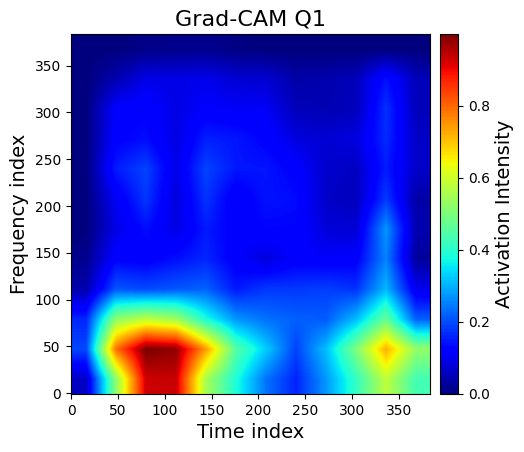 Grad-CAM Q1
Frequency index
350
300
250
200
150
100
50
0
0 50 100 150 200 250 300 350
Time index
0.8
0.6
0.4
0.2
0.0
Activation Intensity